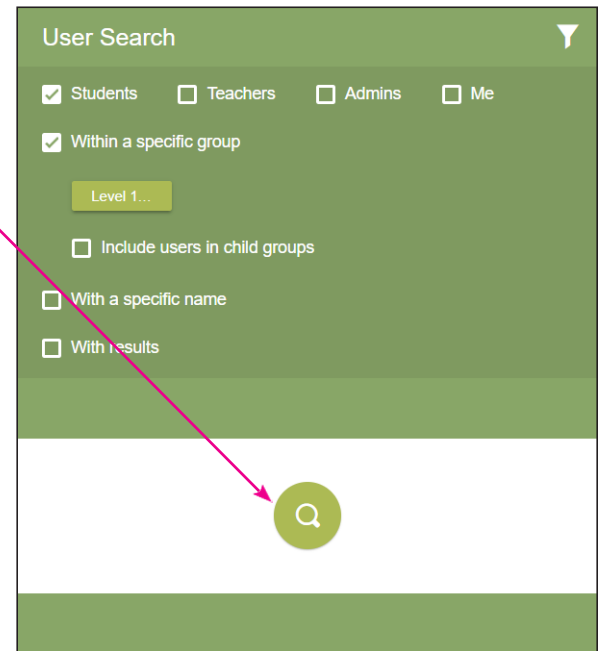 User Search
Students Teachers Admins Me
Within a specific group
Level 1...
Include users in child groups
With a specific name
With results